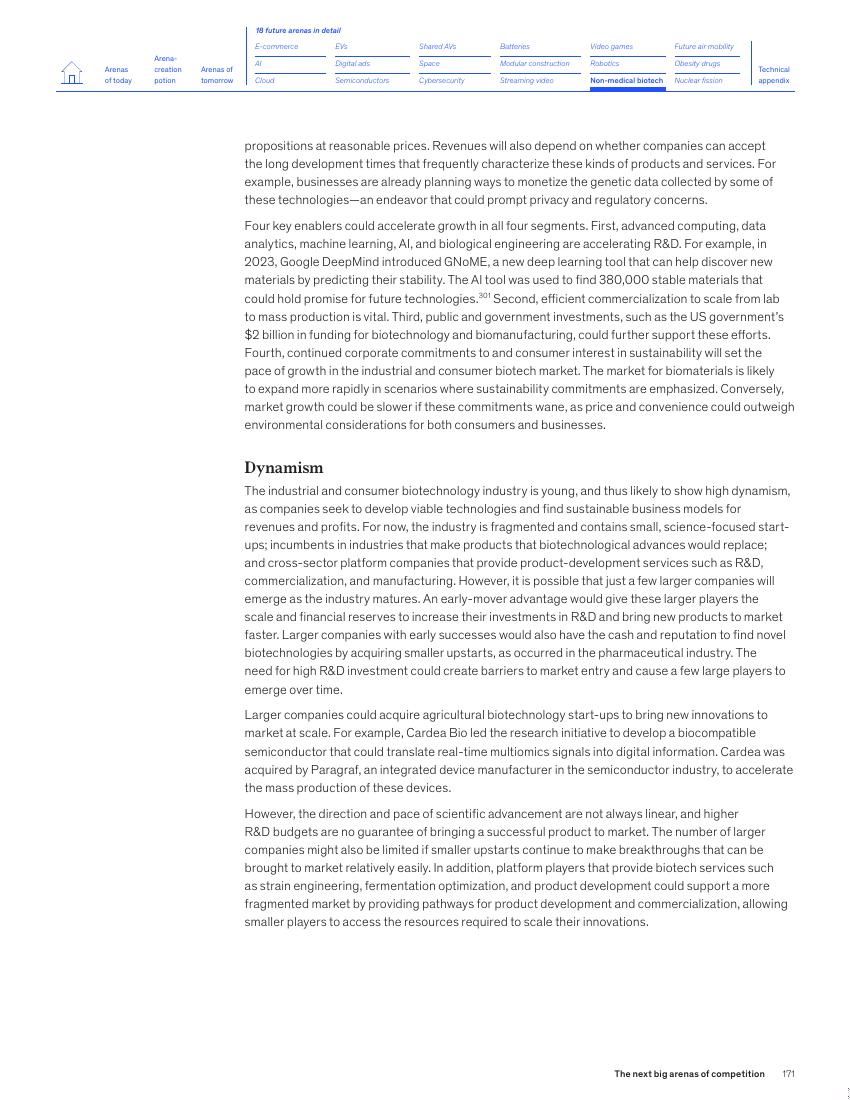 18 future arenas in detail
Arenas of today
Arena-creation potion
Arenas of tomorrow
E-commerce EVs Shared AVs Batteries Video games Future air mobility
AI Digital ads Space Modular construction Robotics Obesity drugs
Cloud Semiconductors Cybersecurity Streaming video Non-medical biotech Nuclear fission
Technical appendix
propositions at reasonable prices. Revenues will also depend on whether companies can accept
the long development times that frequently characterize these kinds of products and services. For
example, businesses are already planning ways to monetize the genetic data collected by some of
these technologies—an endeavor that could prompt privacy and regulatory concerns.
Four key enablers could accelerate growth in all four segments. First, advanced computing, data
analytics, machine learning, AI, and biological engineering are accelerating R&D. For example, in
2023, Google DeepMind introduced GNoME, a new deep learning tool that can help discover new
materials by predicting their stability. The AI tool was used to find 380,000 stable materials that
could hold promise for future technologies.301 Second, efficient commercialization to scale from lab
to mass production is vital. Third, public and government investments, such as the US government's
$2 billion in funding for biotechnology and biomanufacturing, could further support these efforts.
Fourth, continued corporate commitments to and consumer interest in sustainability will set the
pace of growth in the industrial and consumer biotech market. The market for biomaterials is likely
to expand more rapidly in scenarios where sustainability commitments are emphasized. Conversely,
market growth could be slower if these commitments wane, as price and convenience could outweigh
environmental considerations for both consumers and businesses.
Dynamism
The industrial and consumer biotechnology industry is young, and thus likely to show high dynamism,
as companies seek to develop viable technologies and find sustainable business models for
revenues and profits. For now, the industry is fragmented and contains small, science-focused start-
ups; incumbents in industries that make products that biotechnological advances would replace;
and cross-sector platform companies that provide product-development services such as R&D,
commercialization, and manufacturing. However, it is possible that just a few larger companies will
emerge as the industry matures. An early-mover advantage would give these larger players the
scale and financial reserves to increase their investments in R&D and bring new products to market
faster. Larger companies with early successes would also have the cash and reputation to find novel
biotechnologies by acquiring smaller upstarts, as occurred in the pharmaceutical industry. The
need for high R&D investment could create barriers to market entry and cause a few large players to
emerge over time.
Larger companies could acquire agricultural biotechnology start-ups to bring new innovations to
market at scale. For example, Cardea Bio led the research initiative to develop a biocompatible
semiconductor that could translate real-time multiomics signals into digital information. Cardea was
acquired by Paragraf, an integrated device manufacturer in the semiconductor industry, to accelerate
the mass production of these devices.
However, the direction and pace of scientific advancement are not always linear, and higher
R&D budgets are no guarantee of bringing a successful product to market. The number of larger
companies might also be limited if smaller upstarts continue to make breakthroughs that can be
brought to market relatively easily. In addition, platform players that provide biotech services such
as strain engineering, fermentation optimization, and product development could support a more
fragmented market by providing pathways for product development and commercialization, allowing
smaller players to access the resources required to scale their innovations.
The next big arenas of competition 171